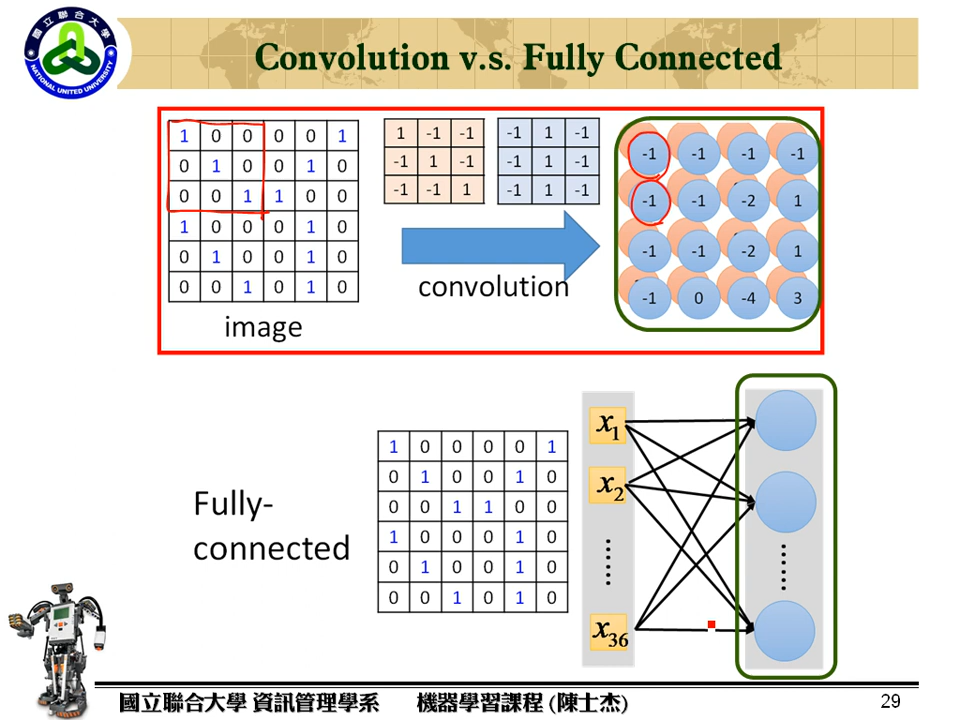 國立聯合大學
NATIONAL UNITED UNIVERSITY
Convolution v.s. Fully Connected
1 0 0 0 0 1
0 1 0 0 1 0
0 0 1 1 0 0
1 0 0 0 1 0
0 1 0 0 1 0
0 0 1 0 1 0
image
1 -1 -1
-1 1 -1
-1 -1 1
-1 1 -1
-1 1 -1
-1 1 -1
convolution
-1 -1 -1 -1
-1 -1 -2 1
-1 -1 -2 1
-1 0 -4 3
Fully-
connected
1 0 0 0 0 1
0 1 0 0 1 0
0 0 1 1 0 0
1 0 0 0 1 0
0 1 0 0 1 0
0 0 1 0 1 0
x1
x2
……
x36
……
國立聯合大學 資訊管理學系 機器學習課程 (陳士杰)
29